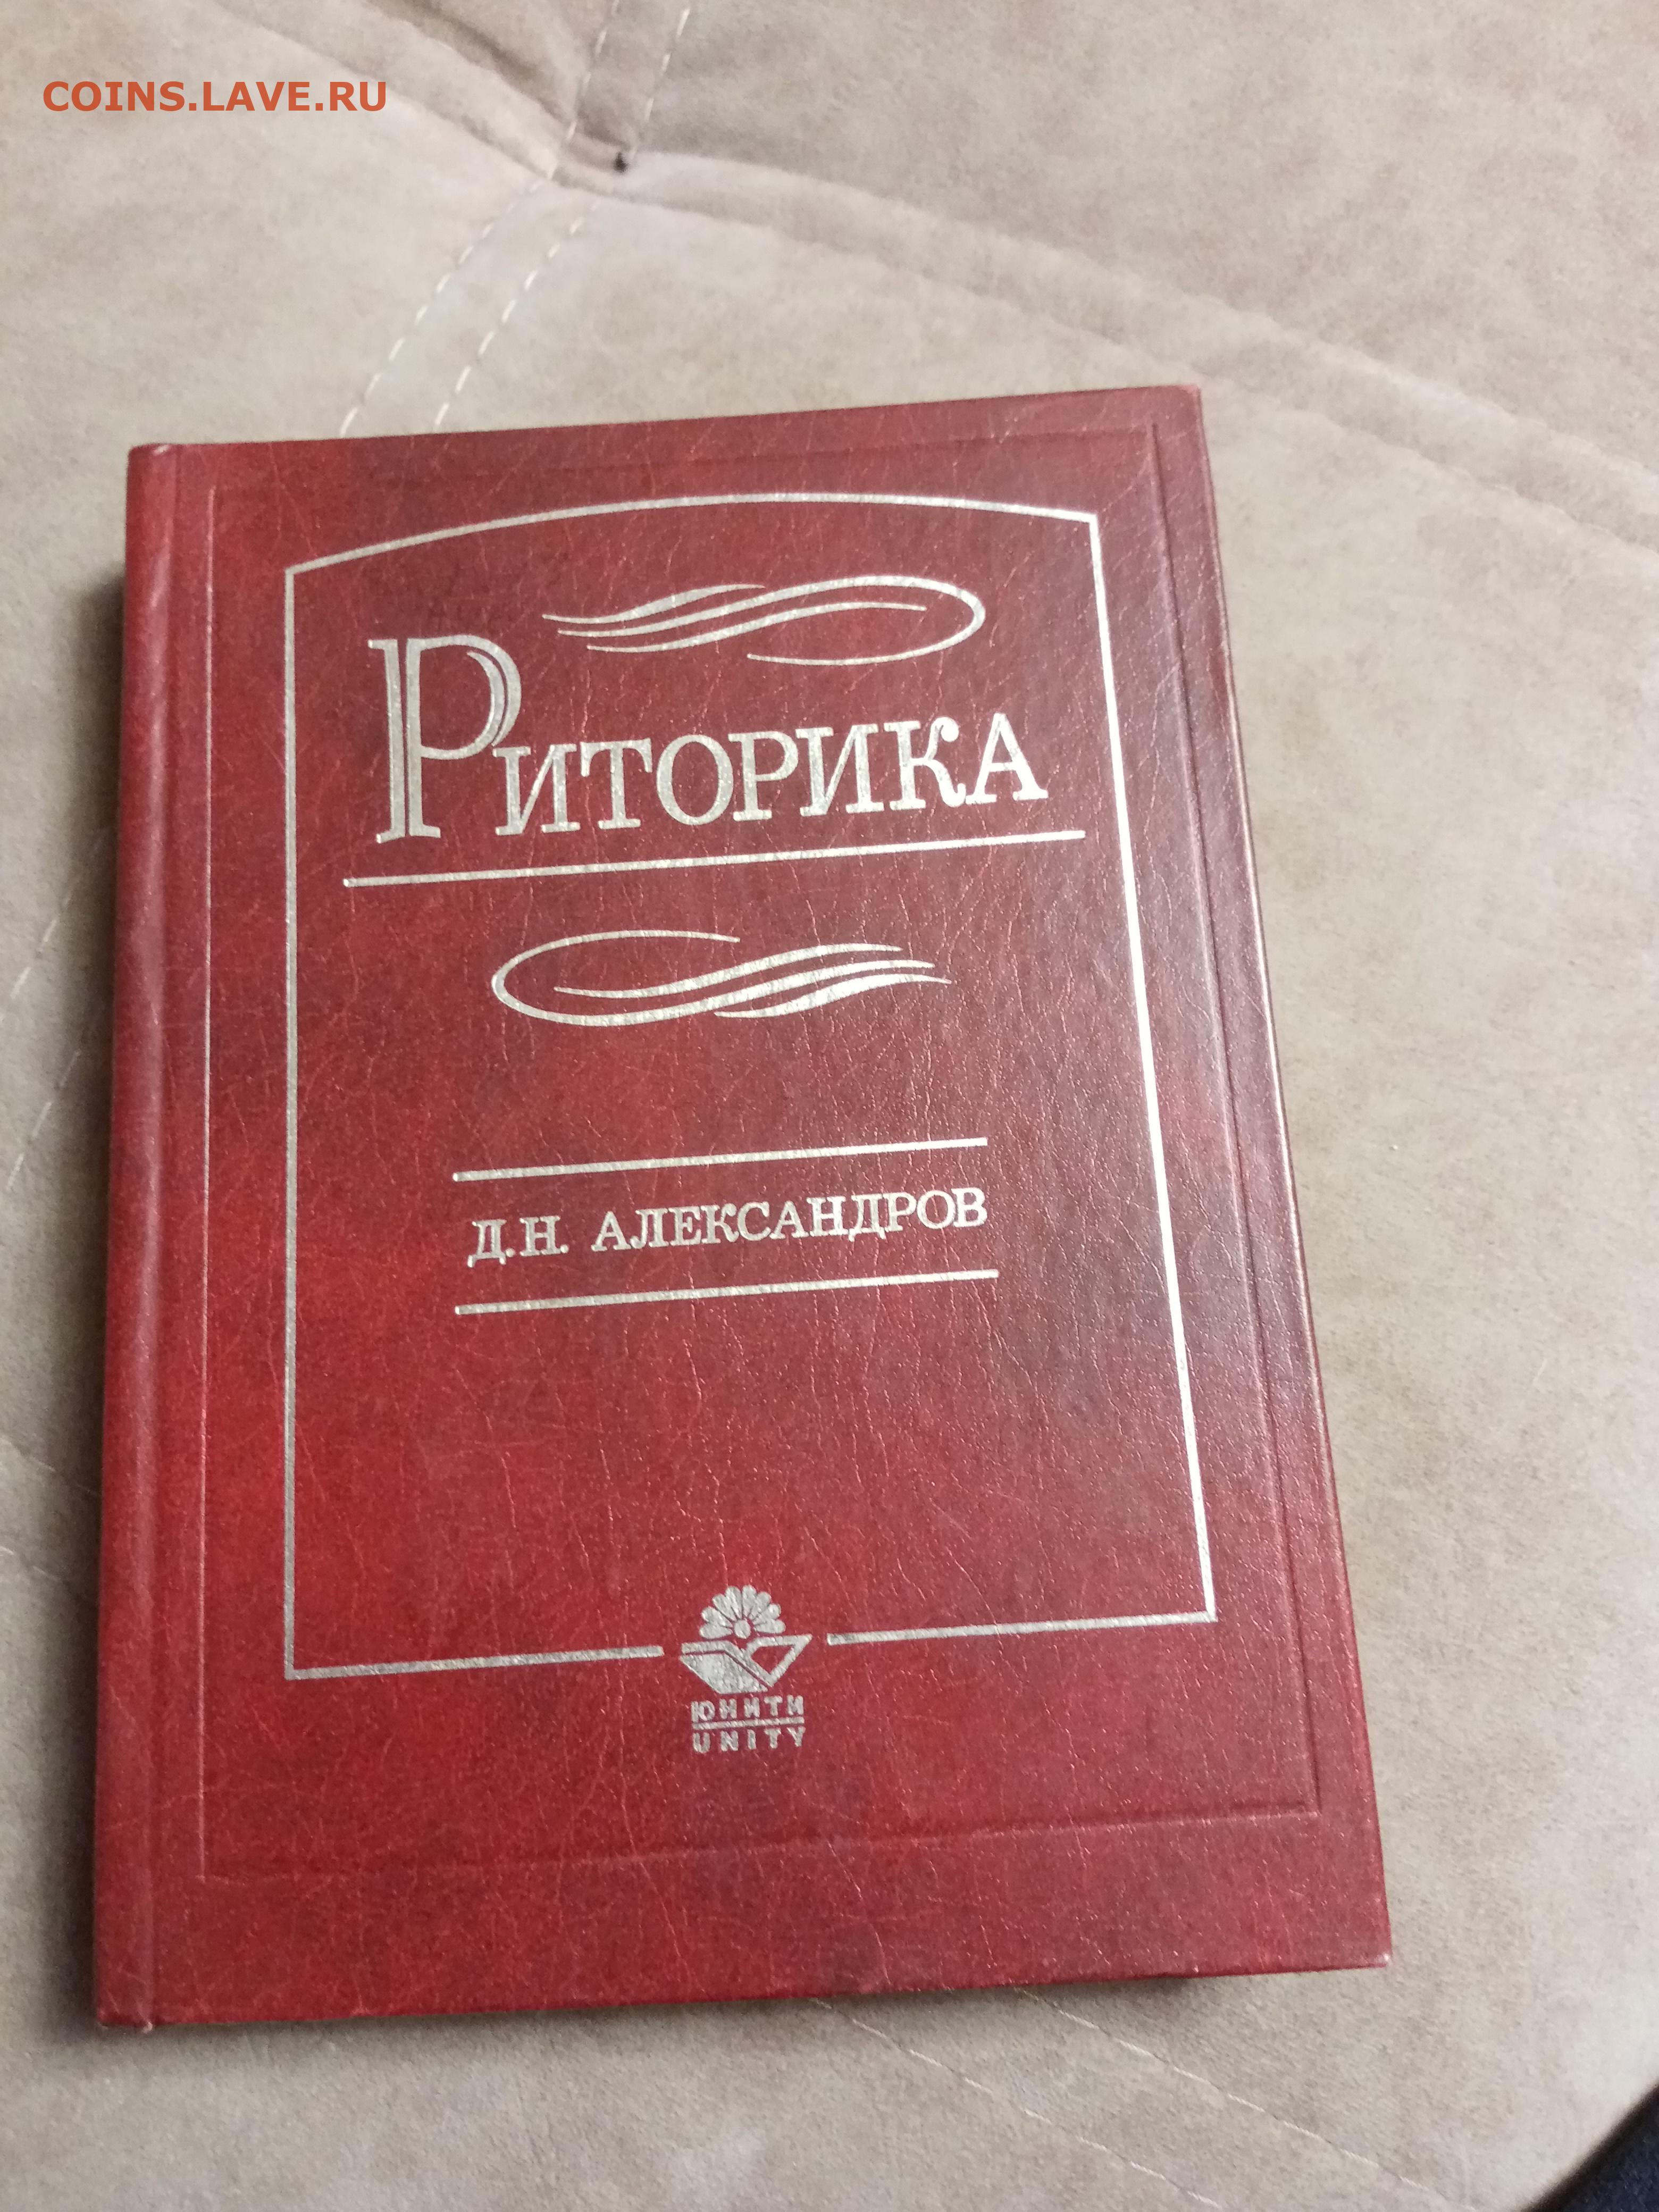 COINS.LAVE.RU
РИТОРИКА
Д.Н. АЛЕКСАНДРОВ
ЮНИТИ
UNITY